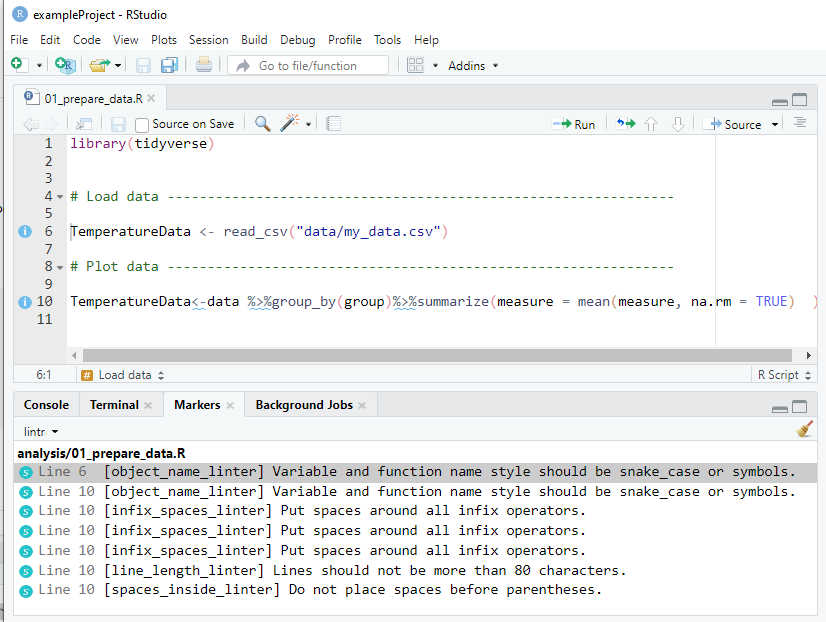 R exampleProject - RStudio
File Edit Code View Plots Session Build Debug Profile Tools Help
Go to file/function Addins
01_prepare_data.R
Source on Save Run Source
1 library(tidyverse)
2
3
4 # Load data ---------------------------------------------------------------
5
6 TemperatureData <- read_csv("data/my_data.csv")
7
8 # Plot data ---------------------------------------------------------------
9
10 TemperatureData<-data %>%group_by(group)%>%summarize(measure = mean(measure, na.rm = TRUE)  )
11
6:1 # Load data R Script
Console Terminal Markers Background Jobs
lintr
analysis/01_prepare_data.R
Line 6 [object_name_linter] Variable and function name style should be snake_case or symbols.
Line 10 [object_name_linter] Variable and function name style should be snake_case or symbols.
Line 10 [infix_spaces_linter] Put spaces around all infix operators.
Line 10 [infix_spaces_linter] Put spaces around all infix operators.
Line 10 [infix_spaces_linter] Put spaces around all infix operators.
Line 10 [line_length_linter] Lines should not be more than 80 characters.
Line 10 [spaces_inside_linter] Do not place spaces before parentheses.